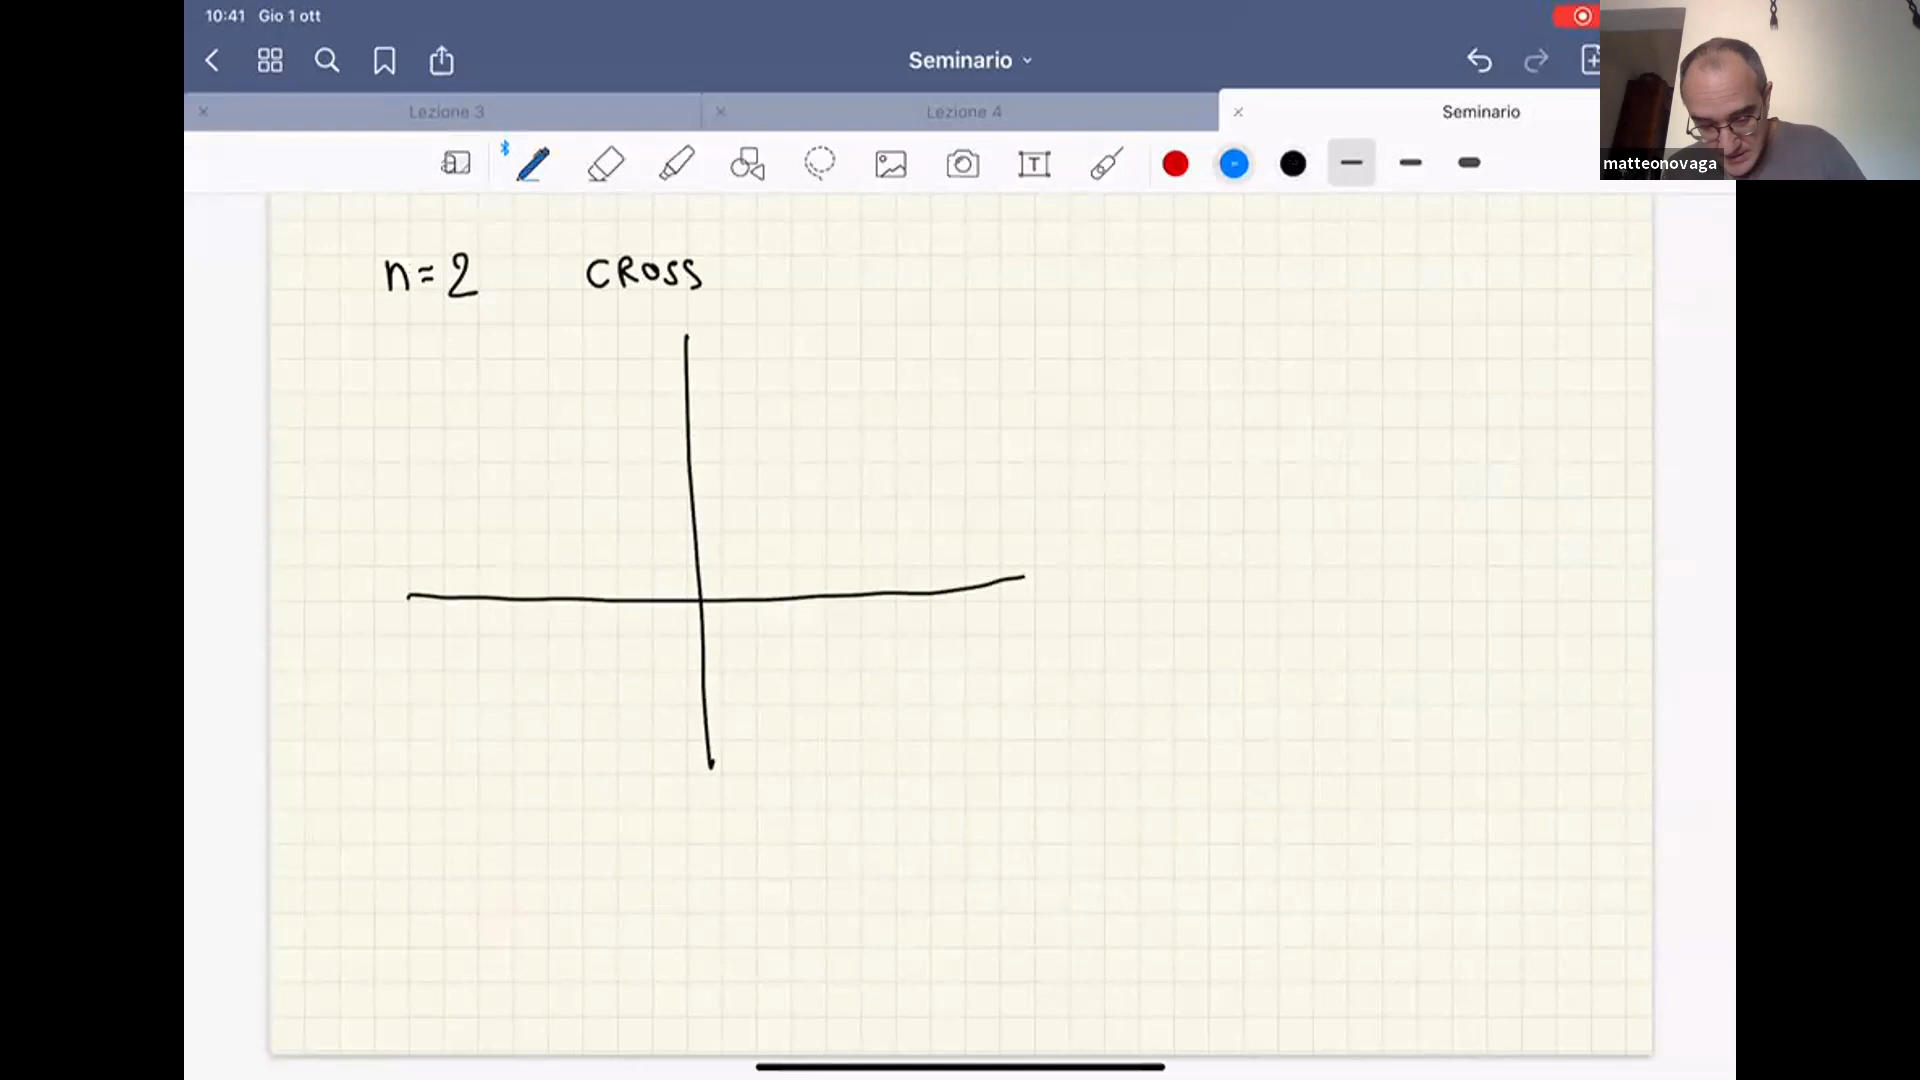 10:41 Gio 1 ott
Seminario
Lezione 3
Lezione 4
Seminario
T
matteonovaga
n=2 CROSS